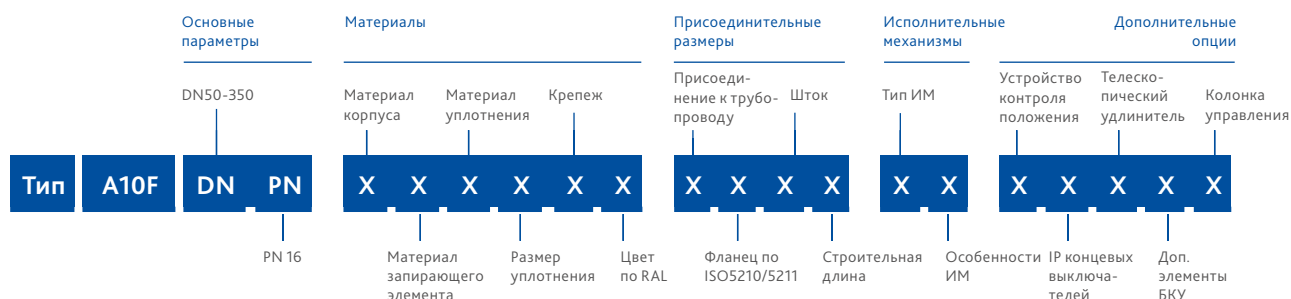 Основные
параметры
Материалы
Присоединительные
размеры
Исполнительные
механизмы
Дополнительные
опции
DN50-350
Материал
корпуса
Материал
уплотнения
Крепеж
Присоеди-
нение к трубо-
проводу
Шток
Тип ИМ
Устройство
контроля
положения
Телеско-
пический
удлинитель
Колонка
управления
Тип A10F DN PN X X X X X X X X X X X X X X X X X
PN 16
Материал
запирающего
элемента
Размер
уплотнения
Цвет
по RAL
Фланец по
ISO5210/5211
Строительная
длина
Особенности
ИМ
IP концевых
выключа-
телей
Доп.
элементы
БКУ